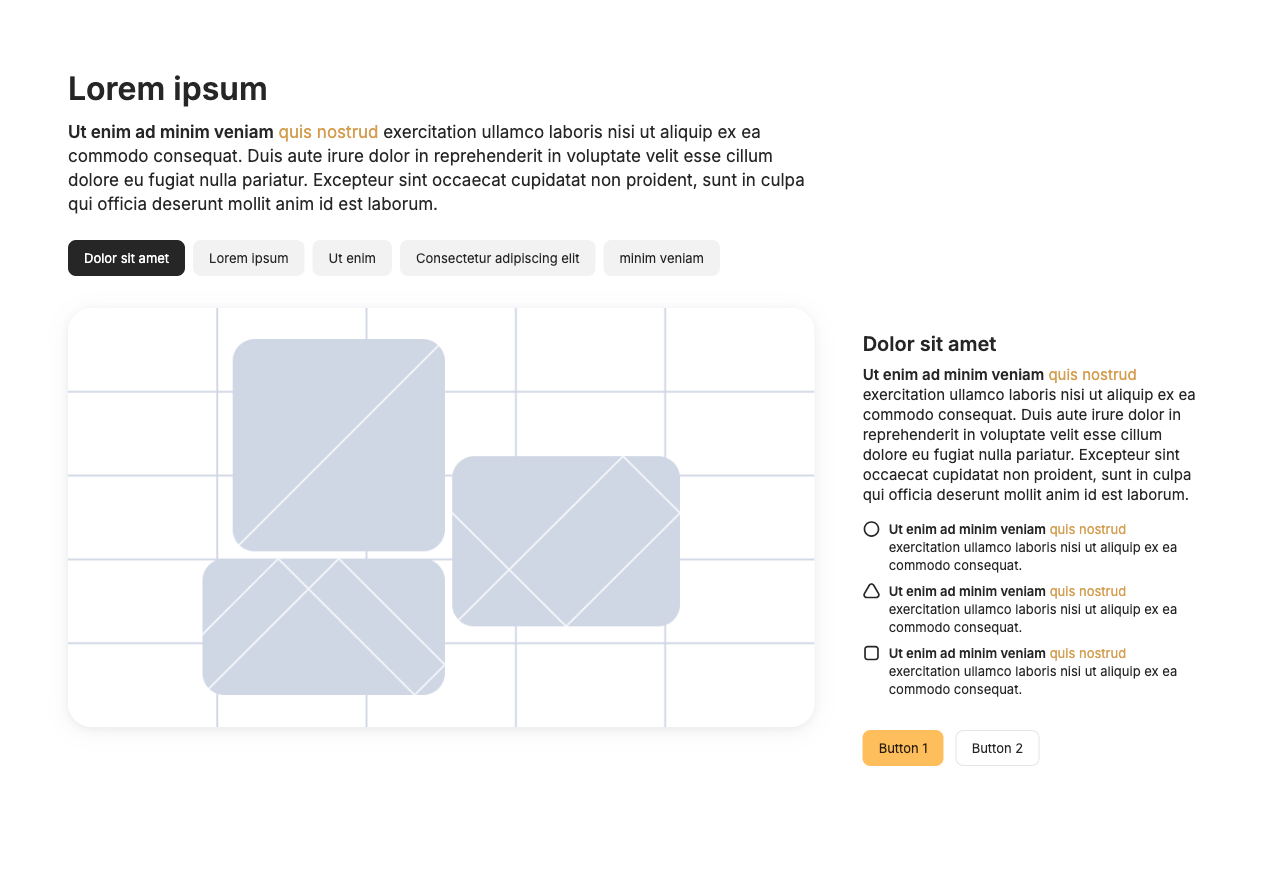 Lorem ipsum
Ut enim ad minim veniam quis nostrud exercitation ullamco laboris nisi ut aliquip ex ea
commodo consequat. Duis aute irure dolor in reprehenderit in voluptate velit esse cillum
dolore eu fugiat nulla pariatur. Excepteur sint occaecat cupidatat non proident, sunt in culpa
qui officia deserunt mollit anim id est laborum.
Dolor sit amet
Lorem ipsum
Ut enim
Consectetur adipiscing elit
minim veniam
Dolor sit amet
Ut enim ad minim veniam quis nostrud
exercitation ullamco laboris nisi ut aliquip ex ea
commodo consequat. Duis aute irure dolor in
reprehenderit in voluptate velit esse cillum
dolore eu fugiat nulla pariatur. Excepteur sint
occaecat cupidatat non proident, sunt in culpa
qui officia deserunt mollit anim id est laborum.
Ut enim ad minim veniam quis nostrud
exercitation ullamco laboris nisi ut aliquip ex ea
commodo consequat.
Ut enim ad minim veniam quis nostrud
exercitation ullamco laboris nisi ut aliquip ex ea
commodo consequat.
Ut enim ad minim veniam quis nostrud
exercitation ullamco laboris nisi ut aliquip ex ea
commodo consequat.
Button 1
Button 2